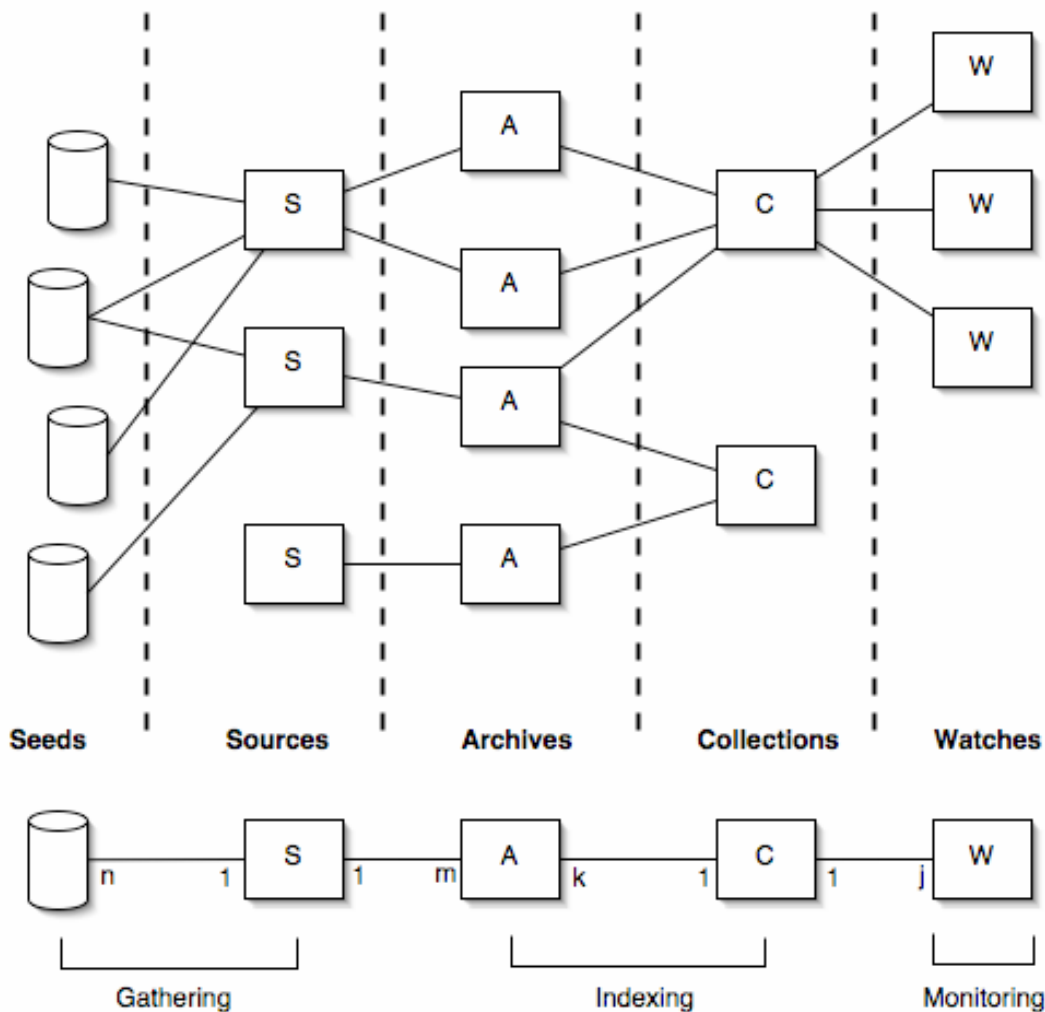 W
A
S
C
W
A
S
W
A
C
S
A
Seeds Sources Archives Collections Watches
S A C W
n 1 1 m k 1 1 j
Gathering Indexing Monitoring